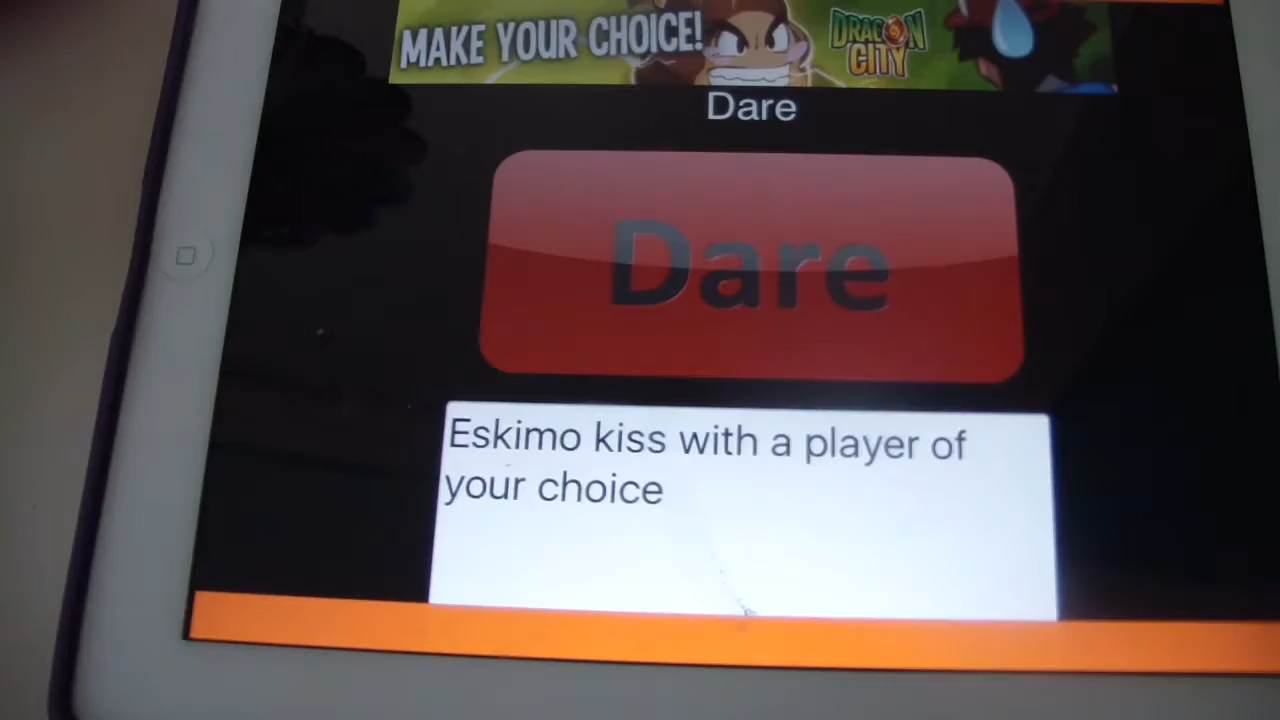 MAKE YOUR CHOICE!
DRAGON
CITY
Dare
Dare
Eskimo kiss with a player of
your choice